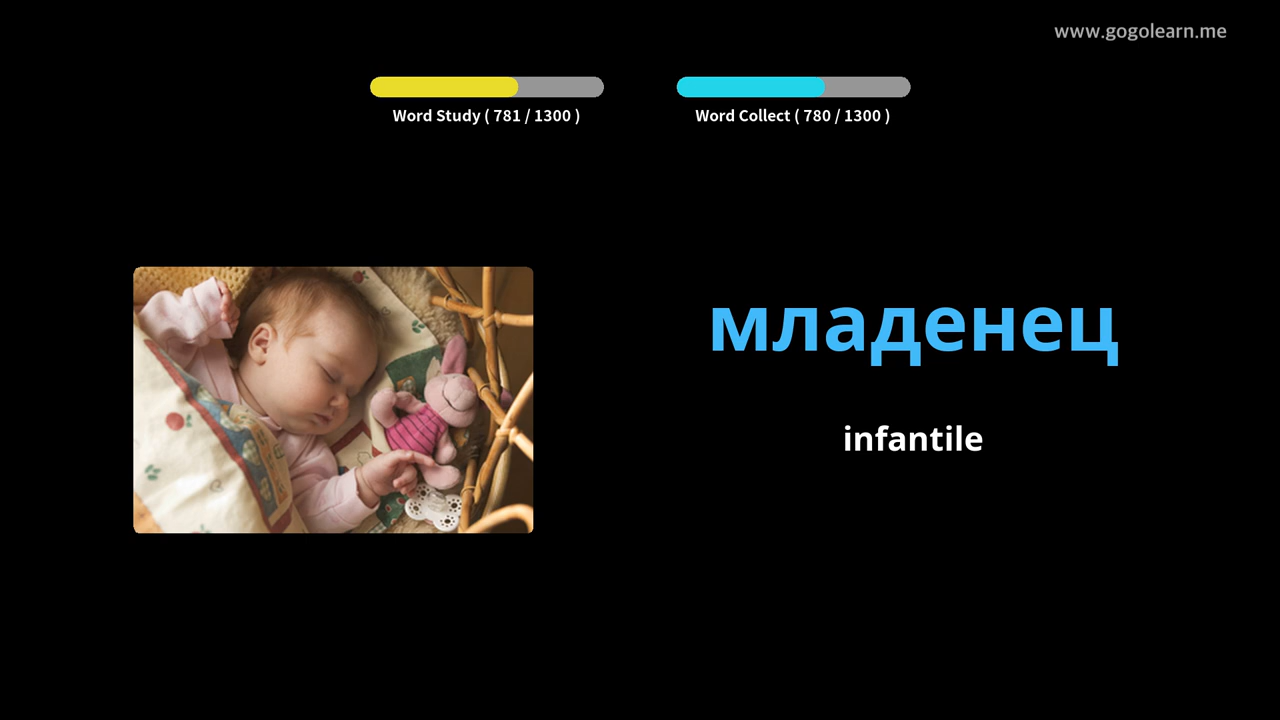 www.gogolearn.me
Word Study ( 781 / 1300 )
Word Collect ( 780 / 1300 )
младенец
infantile